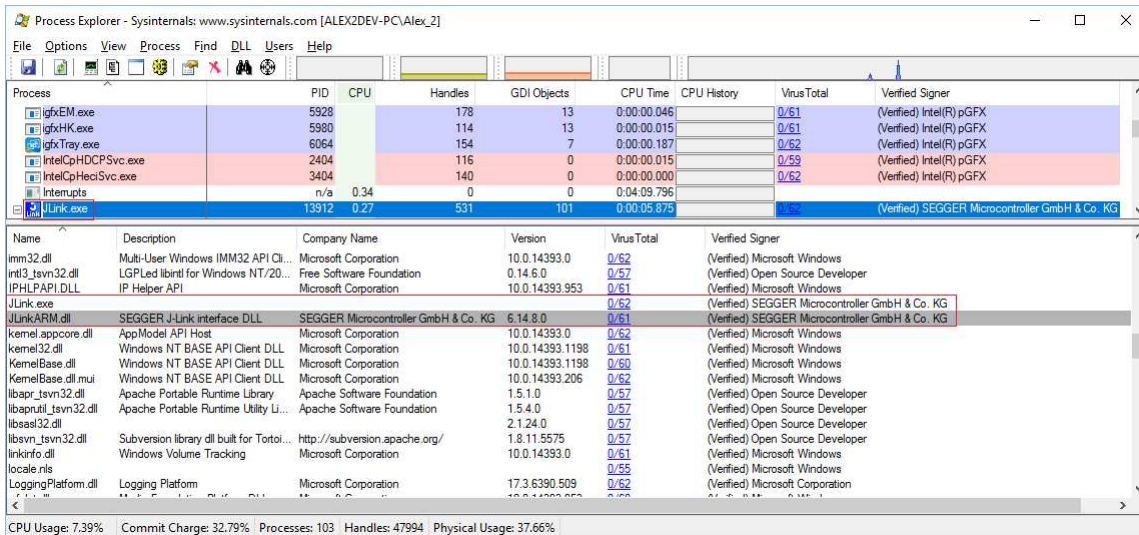 Process Explorer - Sysinternals: www.sysinternals.com [ALEX2DEV-PC\Alex_2]
File Options View Process Find DLL Users Help
Process PID CPU Handles GDI Objects CPU Time CPU History VirusTotal Verified Signer
igfxEM.exe 5928 178 13 0:00:00.046 0/61 (Verified) Intel(R) pGFX
igfxHK.exe 5980 114 13 0:00:00.015 0/61 (Verified) Intel(R) pGFX
igfxTray.exe 6064 154 7 0:00:00.187 0/62 (Verified) Intel(R) pGFX
IntelCpHDCPSvc.exe 2404 116 0 0:00:00.015 0/59 (Verified) Intel(R) pGFX
IntelCpHeciSvc.exe 3404 140 0 0:00:00.000 0/62 (Verified) Intel(R) pGFX
Interrupts n/a 0.34 0 0 0:04:09.796
JLink.exe 13912 0.27 531 101 0:00:05.875 0/62 (Verified) SEGGER Microcontroller GmbH & Co. KG
Name Description Company Name Version VirusTotal Verified Signer
imm32.dll Multi-User Windows IMM32 API Cli... Microsoft Corporation 10.0.14393.0 0/62 (Verified) Microsoft Windows
intl3_tsvn32.dll LGPLed libintl for Windows NT/20... Free Software Foundation 0.14.6.0 0/57 (Verified) Open Source Developer
IPHLPAPI.DLL IP Helper API Microsoft Corporation 10.0.14393.953 0/61 (Verified) Microsoft Windows
JLink.exe 0/62 (Verified) SEGGER Microcontroller GmbH & Co. KG
JLinkARM.dll SEGGER J-Link interface DLL SEGGER Microcontroller GmbH & Co. KG 6.14.8.0 0/61 (Verified) SEGGER Microcontroller GmbH & Co. KG
kernel.appcore.dll AppModel API Host Microsoft Corporation 10.0.14393.0 0/62 (Verified) Microsoft Windows
kernel32.dll Windows NT BASE API Client DLL Microsoft Corporation 10.0.14393.1198 0/61 (Verified) Microsoft Windows
KernelBase.dll Windows NT BASE API Client DLL Microsoft Corporation 10.0.14393.1198 0/60 (Verified) Microsoft Windows
KernelBase.dll.mui Windows NT BASE API Client DLL Microsoft Corporation 10.0.14393.206 0/62 (Verified) Microsoft Windows
libapr_tsvn32.dll Apache Portable Runtime Library Apache Software Foundation 1.5.1.0 0/57 (Verified) Open Source Developer
libaprutil_tsvn32.dll Apache Portable Runtime Utility Li... Apache Software Foundation 1.5.4.0 0/57 (Verified) Open Source Developer
libsasl32.dll 2.1.24.0 0/57 (Verified) Open Source Developer
libsvn_tsvn32.dll Subversion library dll built for Tortoi... http://subversion.apache.org/ 1.8.11.5575 0/57 (Verified) Open Source Developer
linkinfo.dll Windows Volume Tracking Microsoft Corporation 10.0.14393.0 0/61 (Verified) Microsoft Windows
locale.nls 0/55 (Verified) Microsoft Windows
LoggingPlatform.dll Logging Platform Microsoft Corporation 17.3.6390.509 0/62 (Verified) Microsoft Corporation
CPU Usage: 7.39% Commit Charge: 32.79% Processes: 103 Handles: 47994 Physical Usage: 37.66%